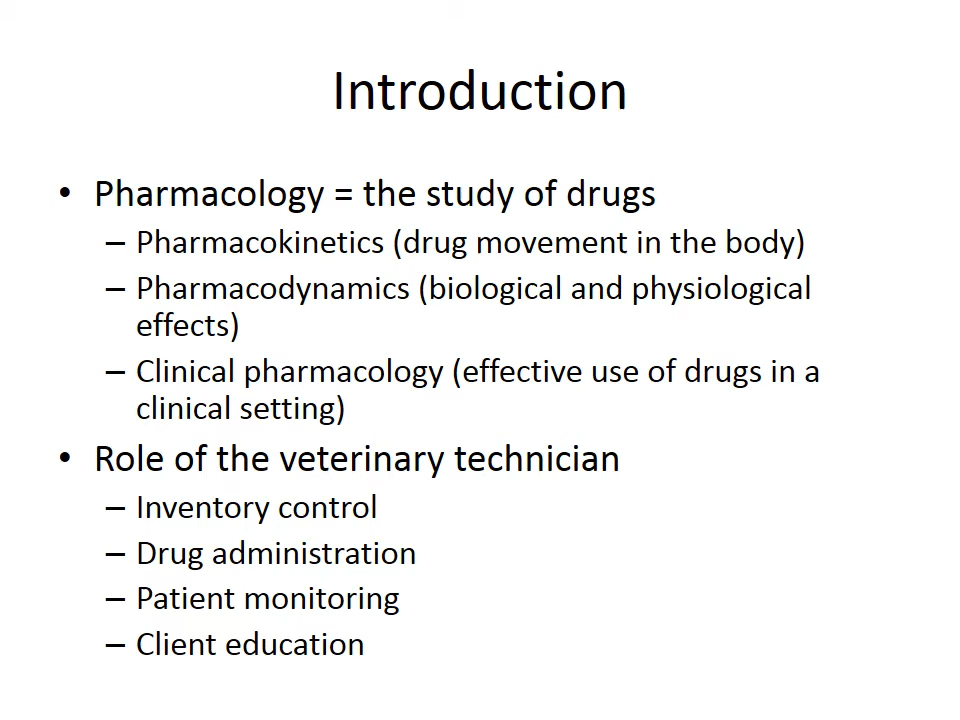 Introduction
• Pharmacology = the study of drugs
– Pharmacokinetics (drug movement in the body)
– Pharmacodynamics (biological and physiological
effects)
– Clinical pharmacology (effective use of drugs in a
clinical setting)
• Role of the veterinary technician
– Inventory control
– Drug administration
– Patient monitoring
– Client education